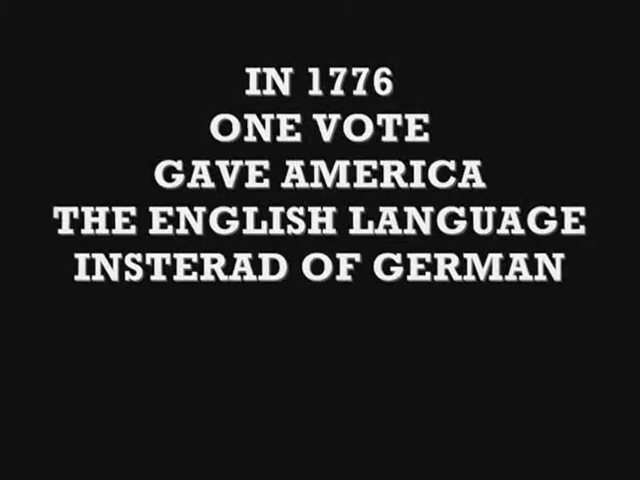 IN 1776
ONE VOTE
GAVE AMERICA
THE ENGLISH LANGUAGE
INSTERAD OF GERMAN